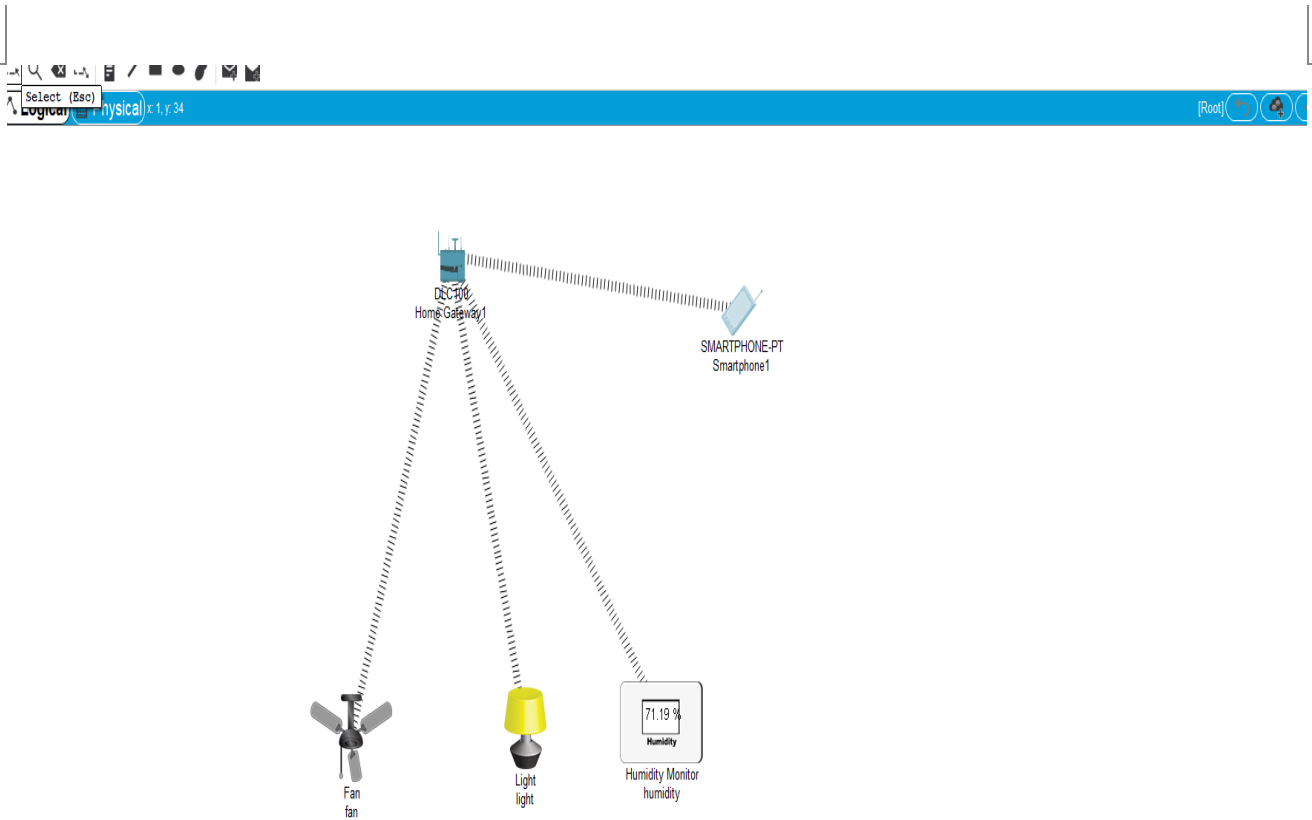 Select (Esc)
Logical
Physical
x: 1, y: 34
[Root]
DLC100
Home Gateway1
SMARTPHONE-PT
Smartphone1
71.19 %
Humidity
Fan
fan
Light
light
Humidity Monitor
humidity